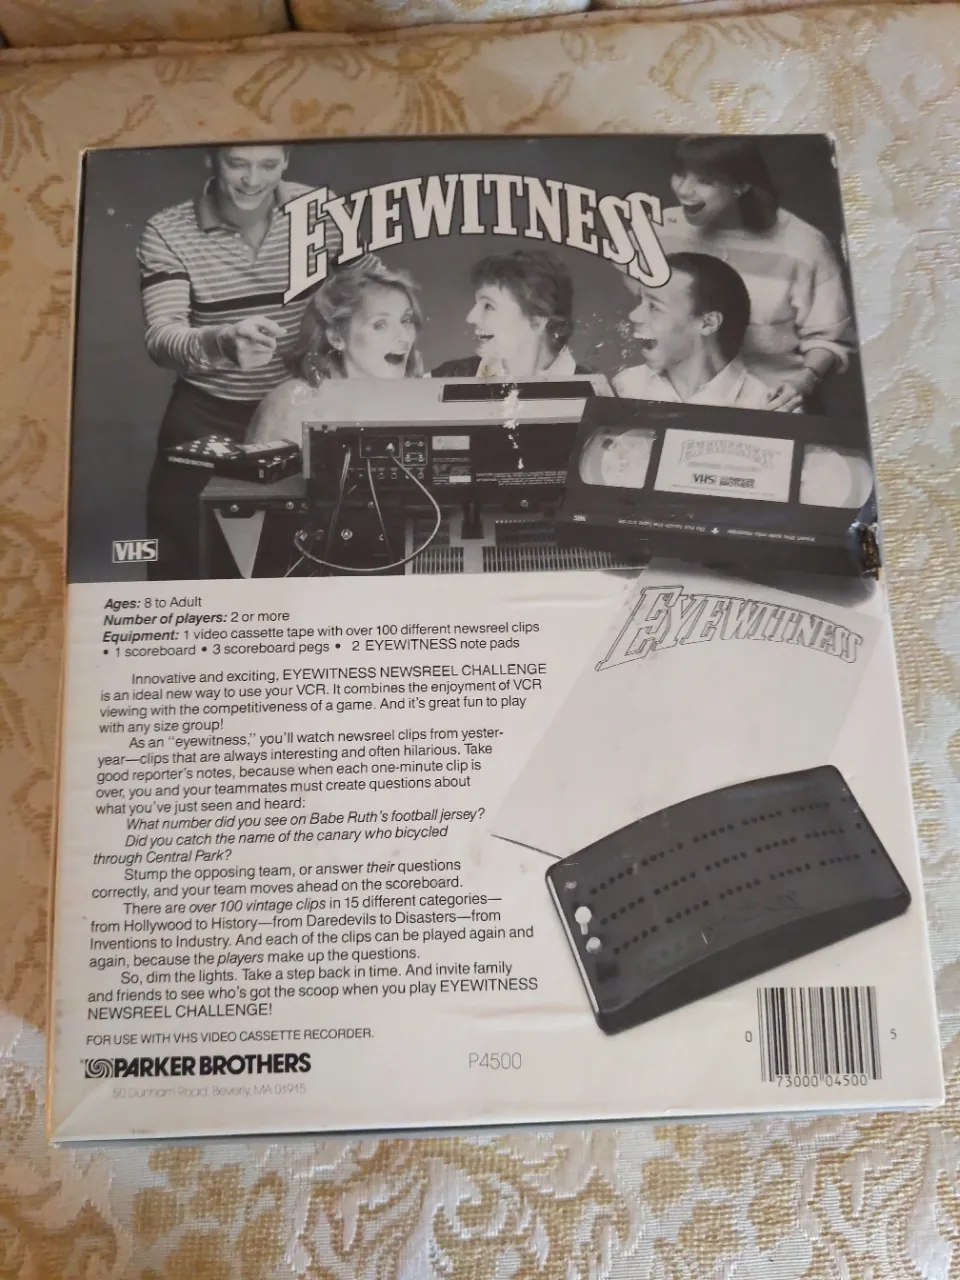 EYEWITNESS™
PARKER BROTHERS
EYEWITNESS
VHS PARKER BROTHERS
VHS
Ages: 8 to Adult
Number of players: 2 or more
Equipment: 1 video cassette tape with over 100 different newsreel clips
• 1 scoreboard • 3 scoreboard pegs • 2 EYEWITNESS note pads
EYEWITNESS
Innovative and exciting, EYEWITNESS NEWSREEL CHALLENGE
is an ideal new way to use your VCR. It combines the enjoyment of VCR
viewing with the competitiveness of a game. And it's great fun to play
with any size group!
As an "eyewitness," you'll watch newsreel clips from yester-
year—clips that are always interesting and often hilarious. Take
good reporter's notes, because when each one-minute clip is
over, you and your teammates must create questions about
what you've just seen and heard:
What number did you see on Babe Ruth's football jersey?
Did you catch the name of the canary who bicycled
through Central Park?
Stump the opposing team, or answer their questions
correctly, and your team moves ahead on the scoreboard.
There are over 100 vintage clips in 15 different categories—
from Hollywood to History—from Daredevils to Disasters—from
Inventions to Industry. And each of the clips can be played again and
again, because the players make up the questions.
So, dim the lights. Take a step back in time. And invite family
and friends to see who's got the scoop when you play EYEWITNESS
NEWSREEL CHALLENGE!
FOR USE WITH VHS VIDEO CASSETTE RECORDER.
PARKER BROTHERS
50 Dunham Road, Beverly, MA 01915
P4500
0 73000 04500 5